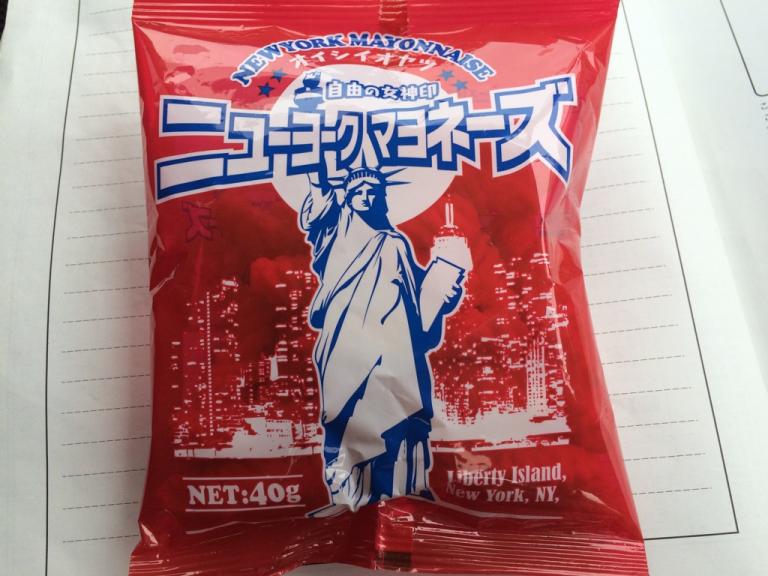 NEWYORK MAYONNAISE
オイシイオヤツ
自由の女神印
ニューヨークマヨネーズ
NET:40g
Liberty Island,
New York, NY,